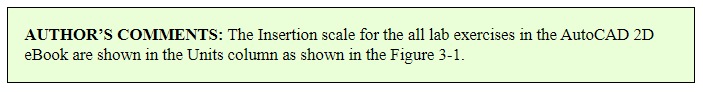 AUTHOR'S COMMENTS: The Insertion scale for the all lab exercises in the AutoCAD 2D
eBook are shown in the Units column as shown in the Figure 3-1.